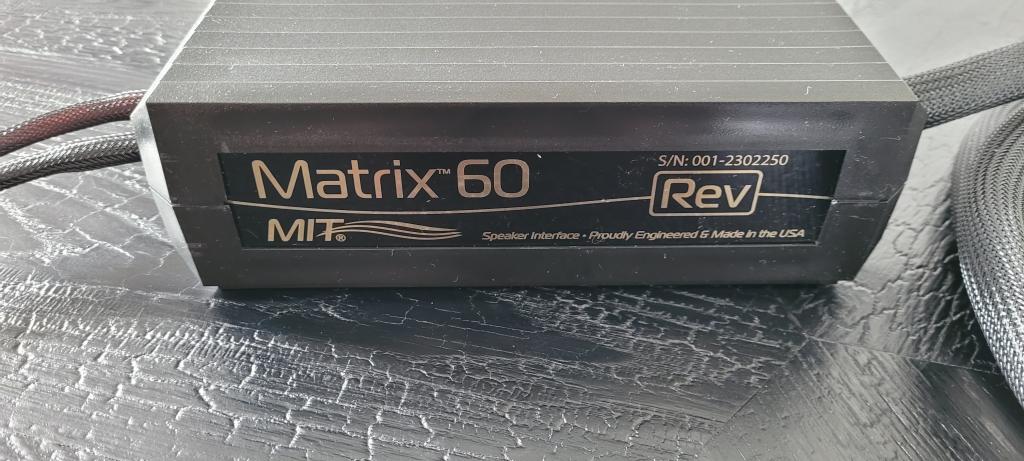 Matrix™ 60
S/N: 001-2302250
Rev
MIT®
Speaker Interface • Proudly Engineered & Made in the USA